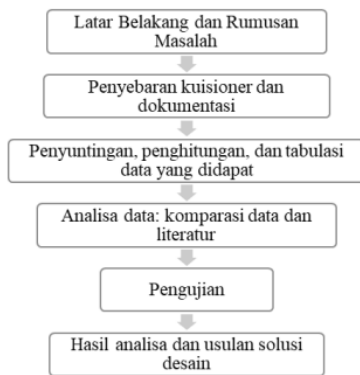 Latar Belakang dan Rumusan
Masalah
Penyebaran kuisioner dan
dokumentasi
Penyuntingan, penghitungan, dan tabulasi
data yang didapat
Analisa data: komparasi data dan
literatur
Pengujian
Hasil analisa dan usulan solusi
desain